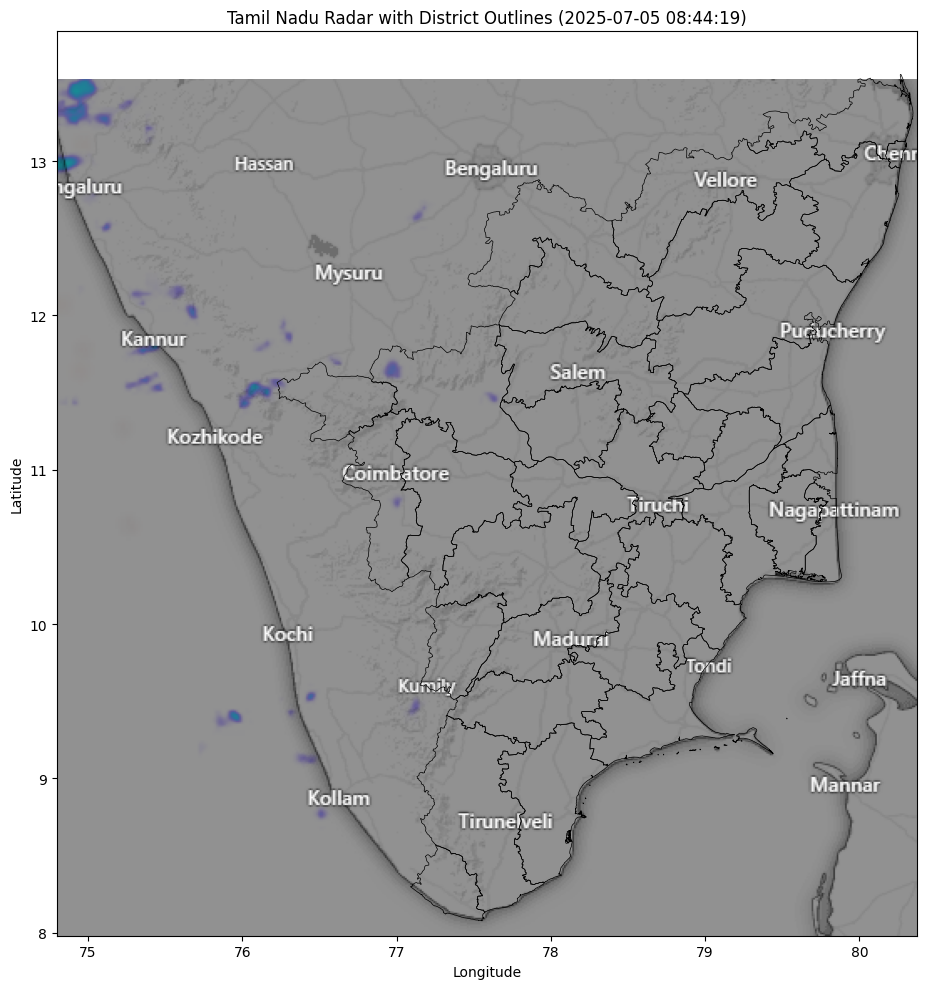 Tamil Nadu Radar with District Outlines (2025-07-05 08:44:19)
13
12
11
10
9
8
Latitude
Hassan
Bengaluru
Vellore
Chenn
ngaluru
Mysuru
Kannur
Puducherry
Salem
Kozhikode
Coimbatore
Tiruchi
Nagapattinam
Kochi
Madurai
Tondi
Kumily
Jaffna
Kollam
Mannar
Tirunelveli
75
76
77
78
79
80
Longitude